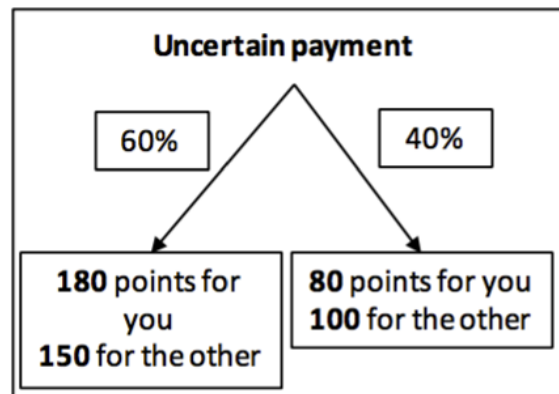 Uncertain payment
60%
40%
180 points for
you
150 for the other
80 points for you
100 for the other